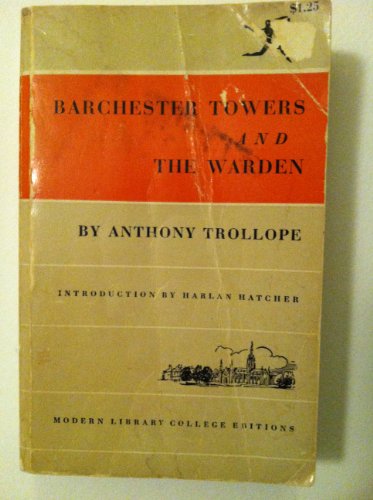 $1.25
BARCHESTER TOWERS
AND
THE WARDEN
BY ANTHONY TROLLOPE
INTRODUCTION BY HARLAN HATCHER
MODERN LIBRARY COLLEGE EDITIONS